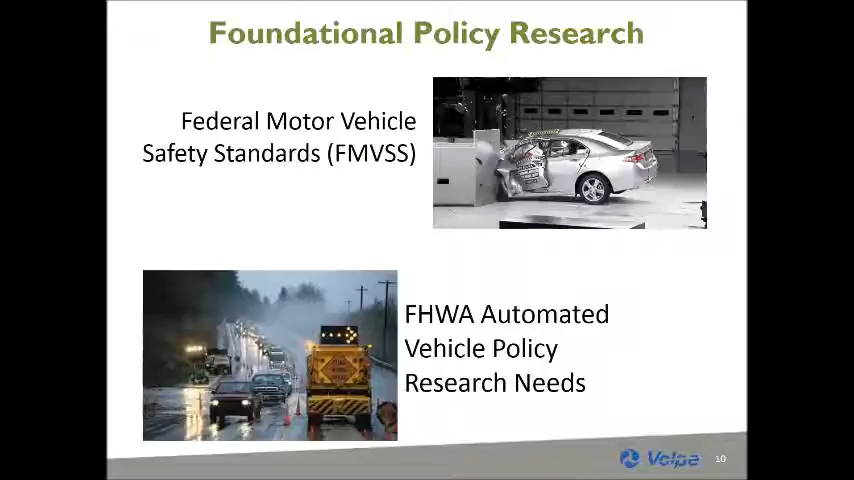 Foundational Policy Research
Federal Motor Vehicle
Safety Standards (FMVSS)
FHWA Automated
Vehicle Policy
Research Needs
Volpe
10